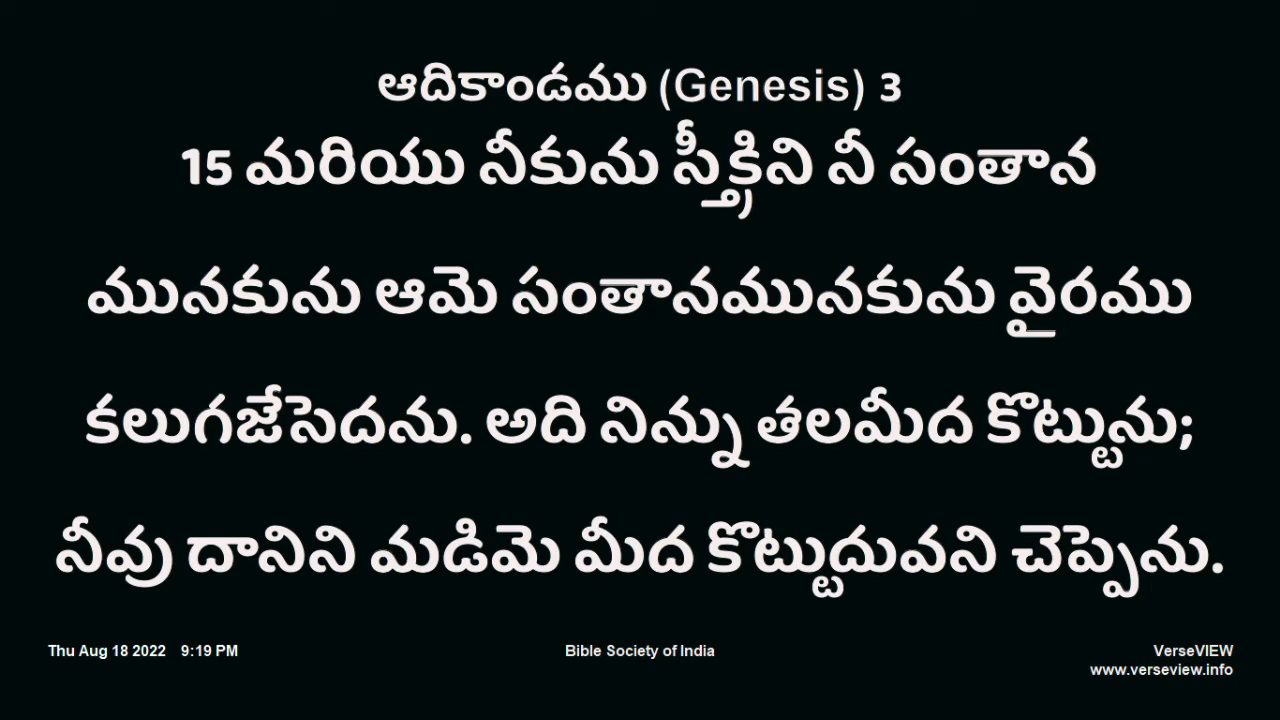 ఆదికాండము (Genesis) 3
15 మరియు నీకును స్త్రీకిని నీ సంతాన
మునకును ఆమె సంతానమునకును వైరము
కలుగజేసెదను. అది నిన్ను తలమీద కొట్టును;
నీవు దానిని మడిమె మీద కొట్టుదువని చెప్పెను.
Thu Aug 18 2022 9:19 PM Bible Society of India VerseVIEW
www.verseview.info